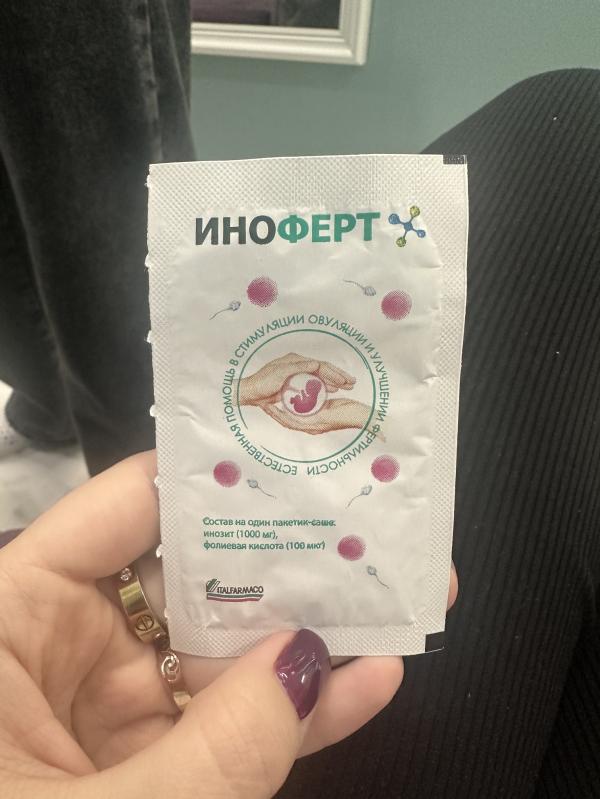 ИНОФЕРТ
ЕСТЕСТВЕННАЯ ПОМОЩЬ В СТИМУЛЯЦИИ ОВУЛЯЦИИ И УЛУЧШЕНИИ ФЕРТИЛЬНОСТИ
Состав на один пакетик-саше:
инозит (1000 мг),
фолиевая кислота (100 мкг)
ITALFARMACO